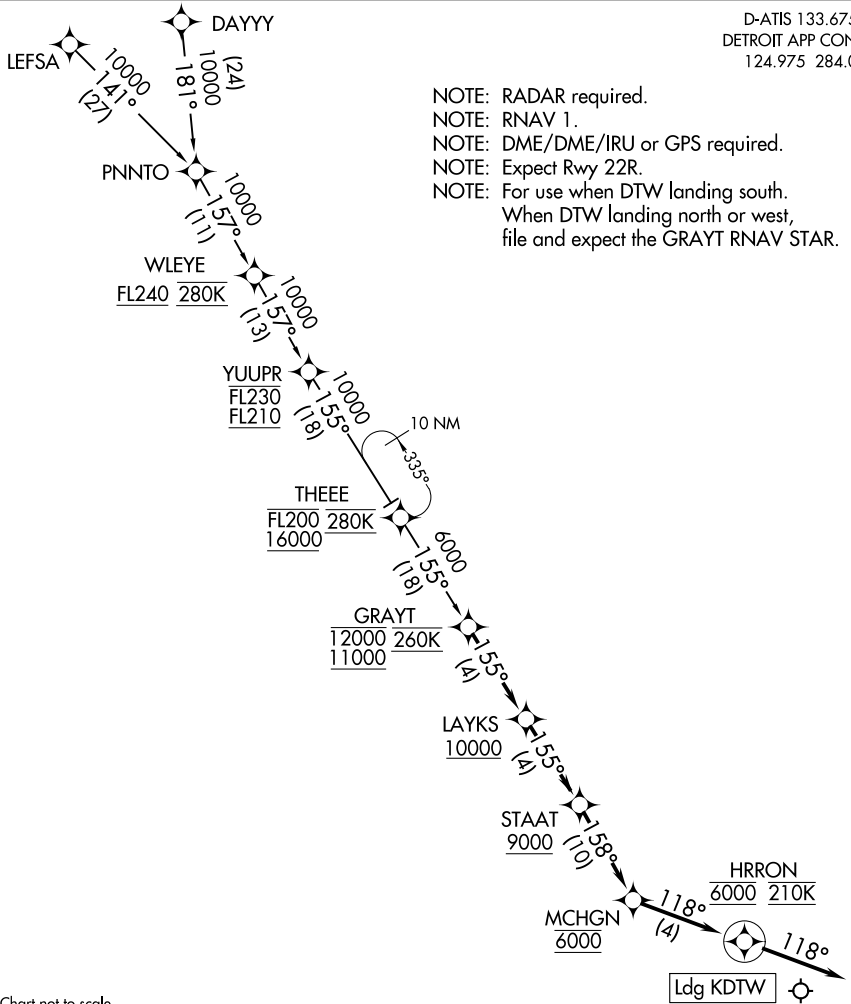 DAYYY
D-ATIS 133.675
DETROIT APP CON
124.975 284.0
LEFSA
10000
141°
(27)
(24)
10000
181°
NOTE: RADAR required.
NOTE: RNAV 1.
NOTE: DME/DME/IRU or GPS required.
NOTE: Expect Rwy 22R.
NOTE: For use when DTW landing south.
When DTW landing north or west,
file and expect the GRAYT RNAV STAR.
PNNTO
10000
157°
(11)
WLEYE
FL240 280K
10000
157°
(13)
YUUPR
FL230
FL210
10000
155°
(18)
10 NM
335°
THEEE
FL200 280K
16000
6000
155°
(18)
GRAYT
12000 260K
11000
155°
(4)
LAYKS
10000
155°
(4)
STAAT
9000
158°
(10)
HRRON
6000 210K
MCHGN
6000
118°
(4)
118°
Ldg KDTW
Chart not to scale